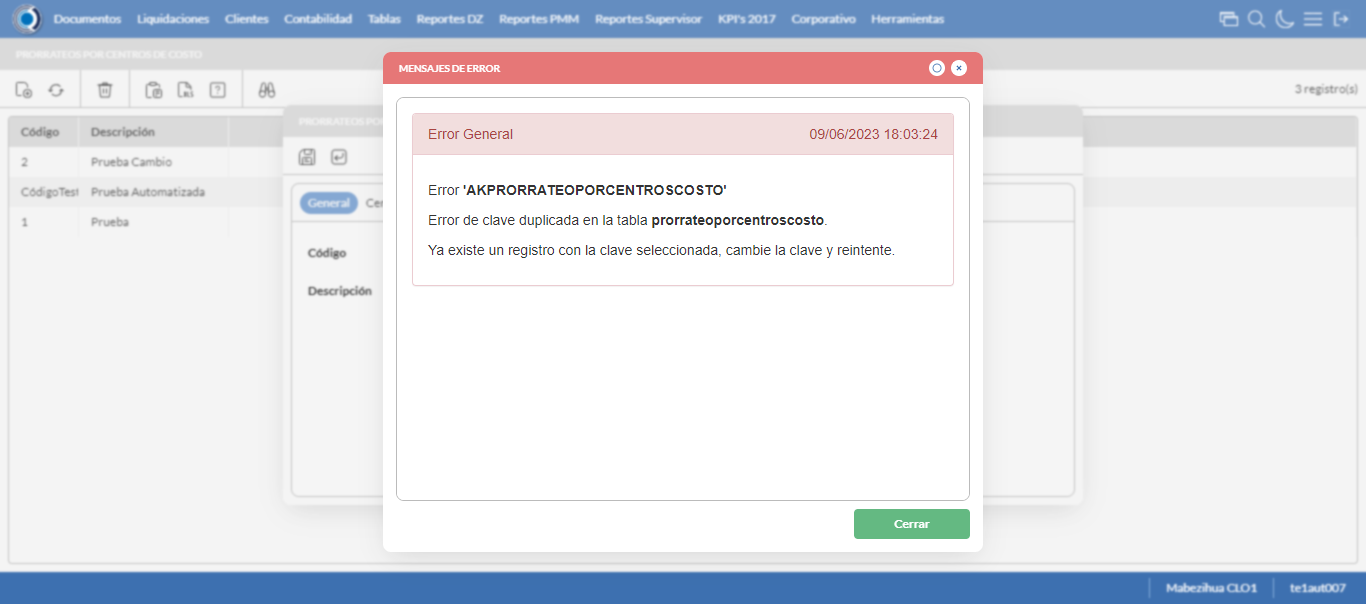 Documentos Liquidaciones Clientes Contabilidad Tablas Reportes DZ Reportes PMM Reportes Supervisor KPI's 2017 Corporativo Herramientas
PRORRATEOS POR CENTROS DE COSTO
MENSAJES DE ERROR
3 registro(s)
Código Descripción
2 Prueba Cambio
CódigoTest Prueba Automatizada
1 Prueba
PRORRATEOS POR
General Cen
Código
Descripción
Error General 09/06/2023 18:03:24
Error 'AKPRORRATEOPORCENTROSCOSTO'
Error de clave duplicada en la tabla prorrateoporcentroscosto.
Ya existe un registro con la clave seleccionada, cambie la clave y reintente.
Cerrar
Mabezihua CLO1 te1aut007